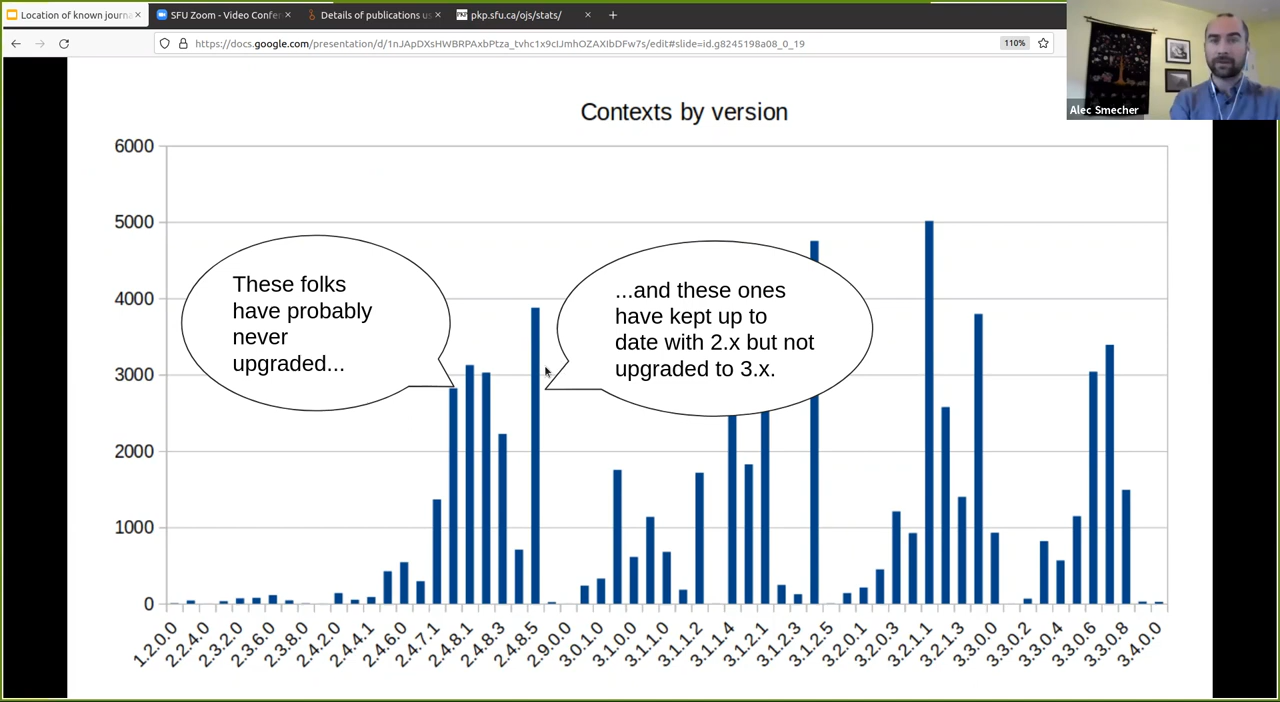 Location of known journa
SFU Zoom - Video Confe
Details of publications us
PKP pkp.sfu.ca/ojs/stats/
https://docs.google.com/presentation/d/1nJApDXsHWBRPAxbPtza_tvhc1x9cIJmhOZAXIbDFw7s/edit#slide=id.g8245198a08_0_19
110%
Alec Smecher
Contexts by version
6000
5000
4000
3000
2000
1000
0
These folks
have probably
never
upgraded...
...and these ones
have kept up to
date with 2.x but not
upgraded to 3.x.
1.2.0.0
2.2.4.0
2.3.2.0
2.3.6.0
2.3.8.0
2.4.2.0
2.4.4.1
2.4.6.0
2.4.7.1
2.4.8.1
2.4.8.3
2.4.8.5
2.9.0.0
3.0.1.0
3.1.0.0
3.1.1.0
3.1.1.2
3.1.1.4
3.1.2.1
3.1.2.3
3.1.2.5
3.2.0.1
3.2.0.3
3.2.1.1
3.2.1.3
3.3.0.0
3.3.0.2
3.3.0.4
3.3.0.6
3.3.0.8
3.4.0.0